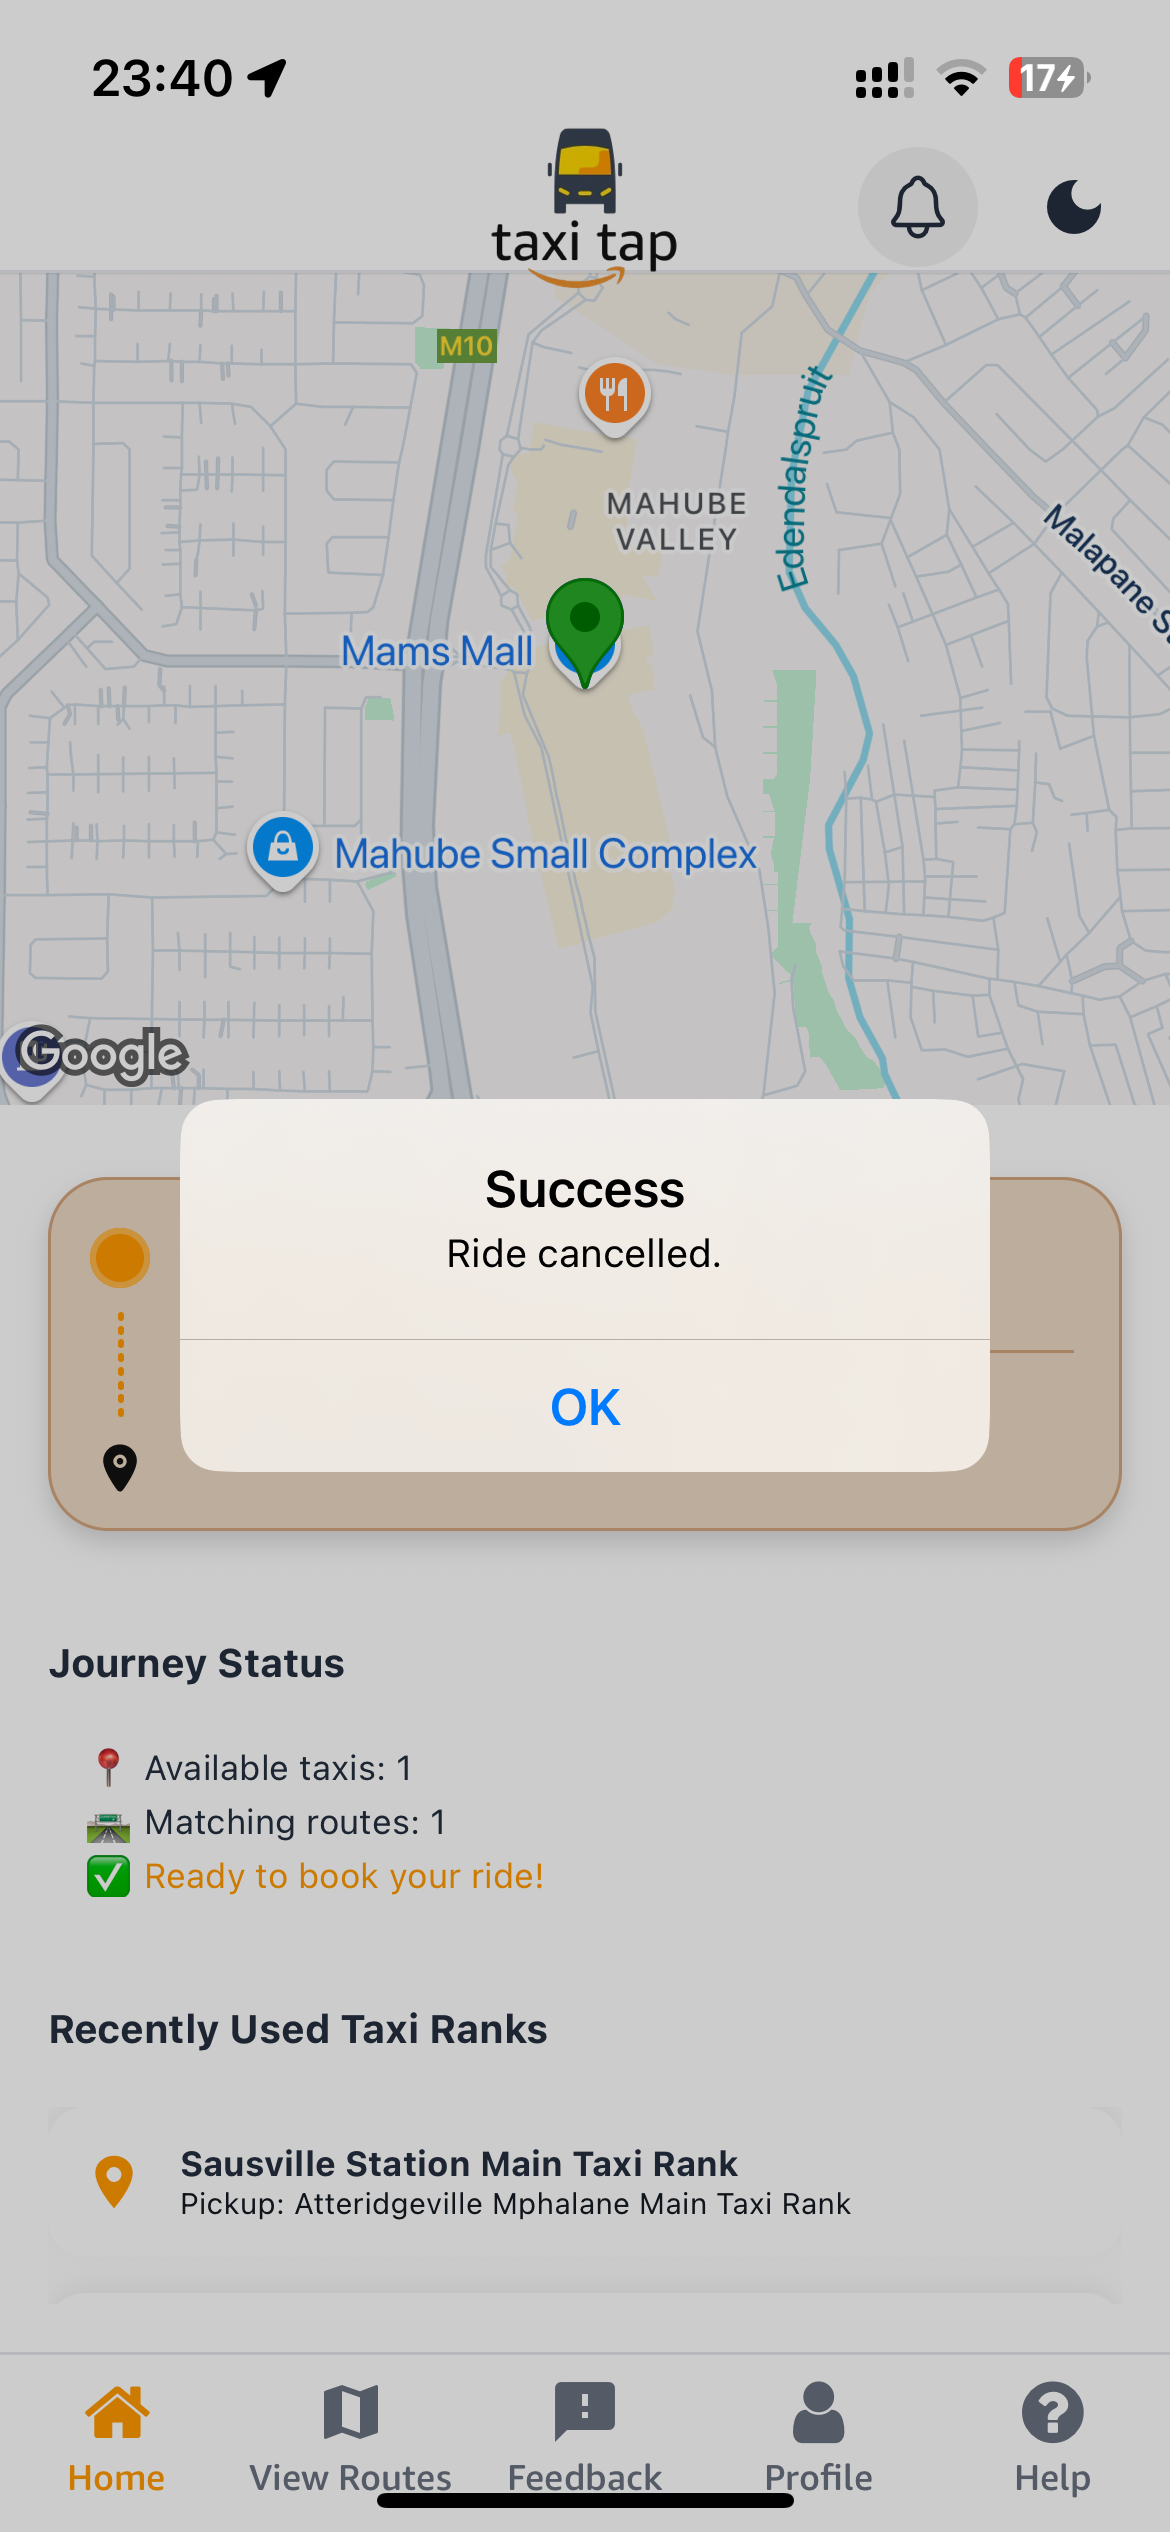 23:40
17
taxi tap
M10
Edendalspruit
MAHUBE
VALLEY
Malapane
Mams Mall
Mahube Small Complex
Google
Success
Ride cancelled.
OK
Journey Status
Available taxis: 1
Matching routes: 1
Ready to book your ride!
Recently Used Taxi Ranks
Sausville Station Main Taxi Rank
Pickup: Atteridgeville Mphalane Main Taxi Rank
Home
View Routes
Feedback
Profile
Help